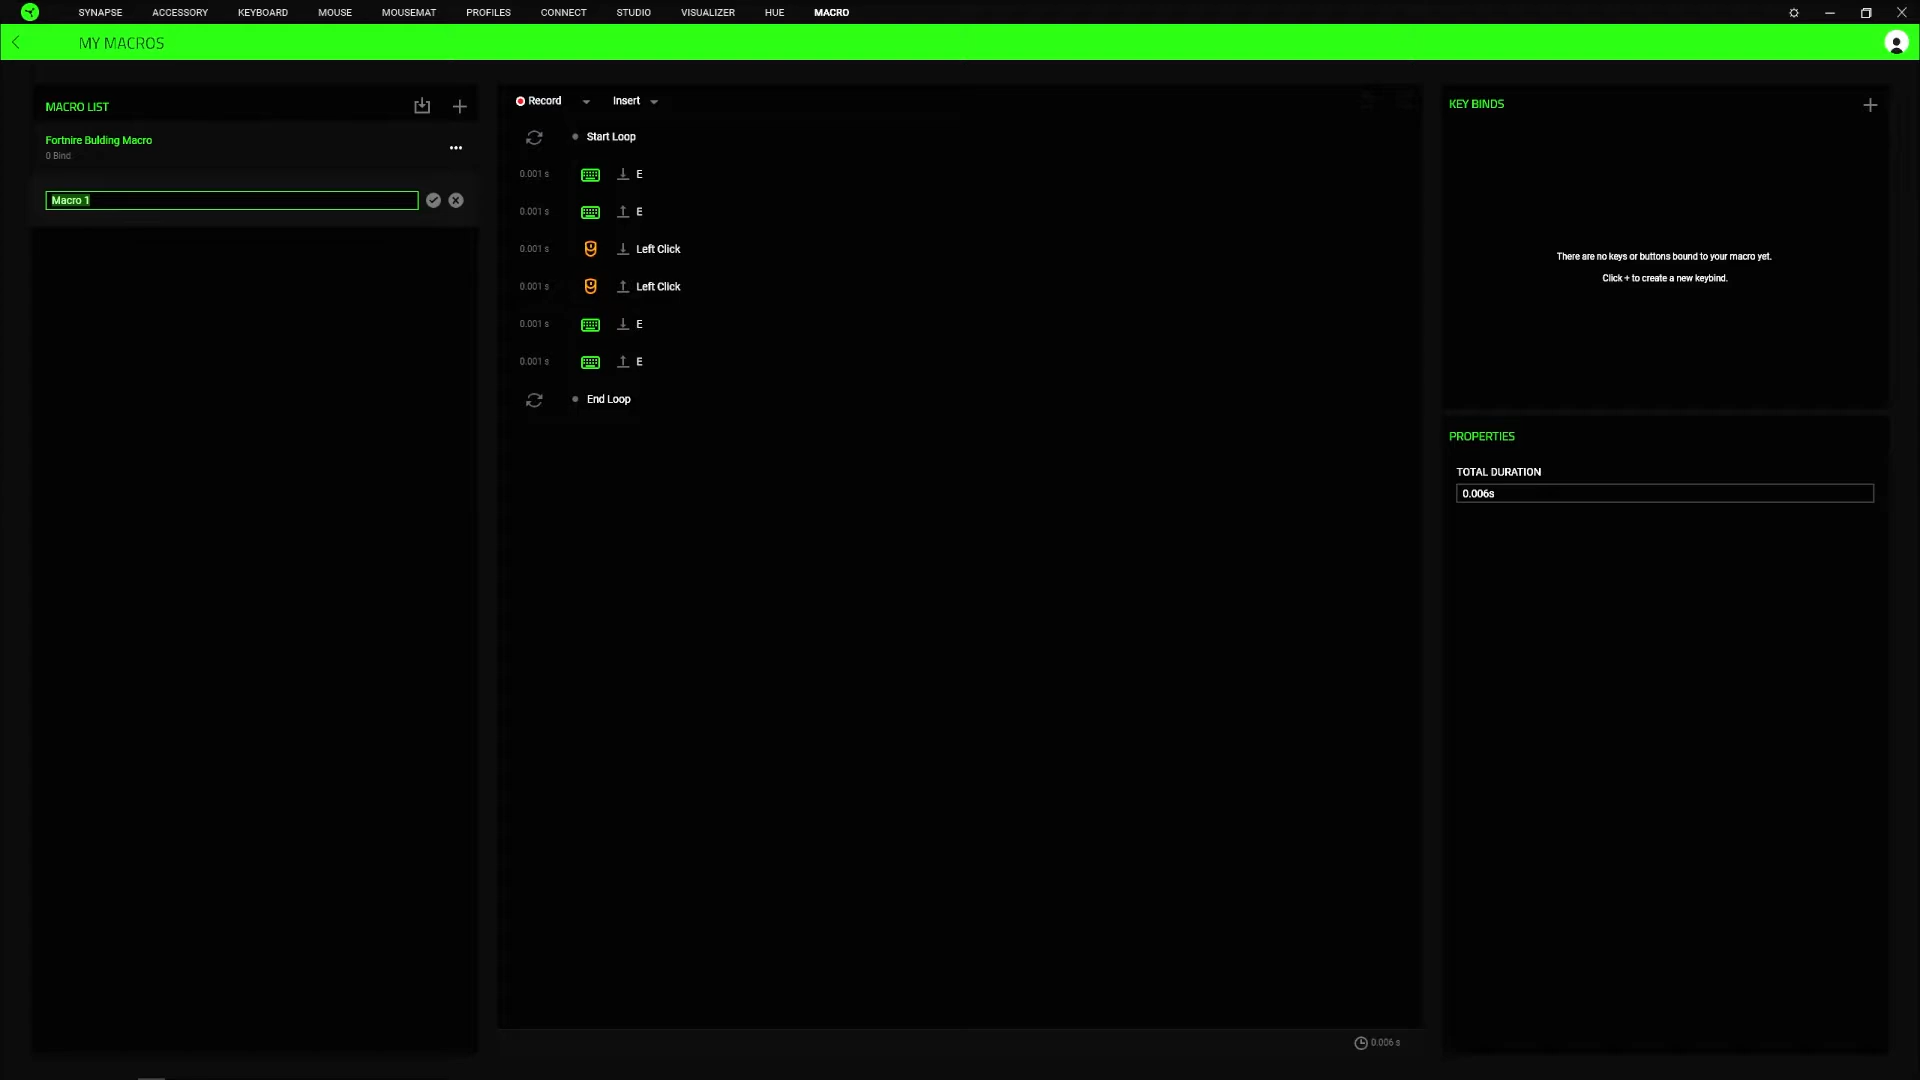 SYNAPSE ACCESSORY KEYBOARD MOUSE MOUSEMAT PROFILES CONNECT STUDIO VISUALIZER HUE MACRO
MY MACROS
MACRO LIST
Fortnire Bulding Macro
0 Bind
Macro 1
Record Insert
Start Loop
0.001 s E
0.001 s E
0.001 s Left Click
0.001 s Left Click
0.001 s E
0.001 s E
End Loop
0.006 s
KEY BINDS
There are no keys or buttons bound to your macro yet.
Click + to create a new keybind.
PROPERTIES
TOTAL DURATION
0.006s